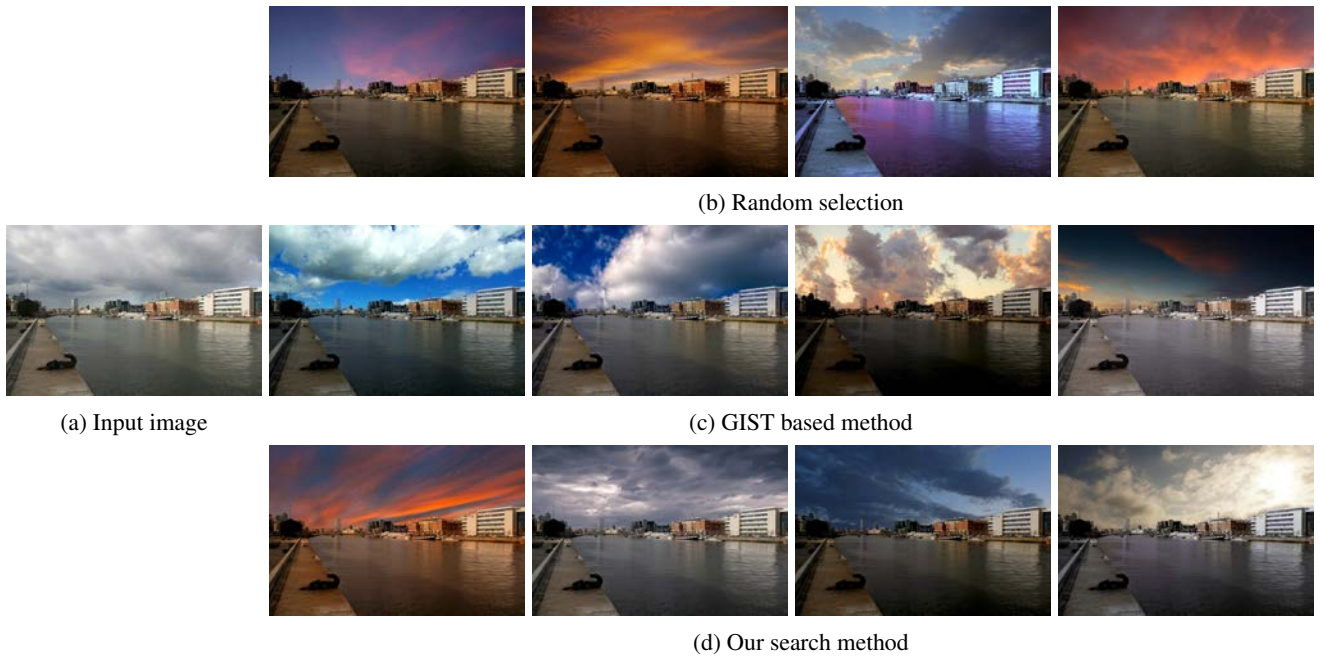 (b) Random selection
(a) Input image
(c) GIST based method
(d) Our search method